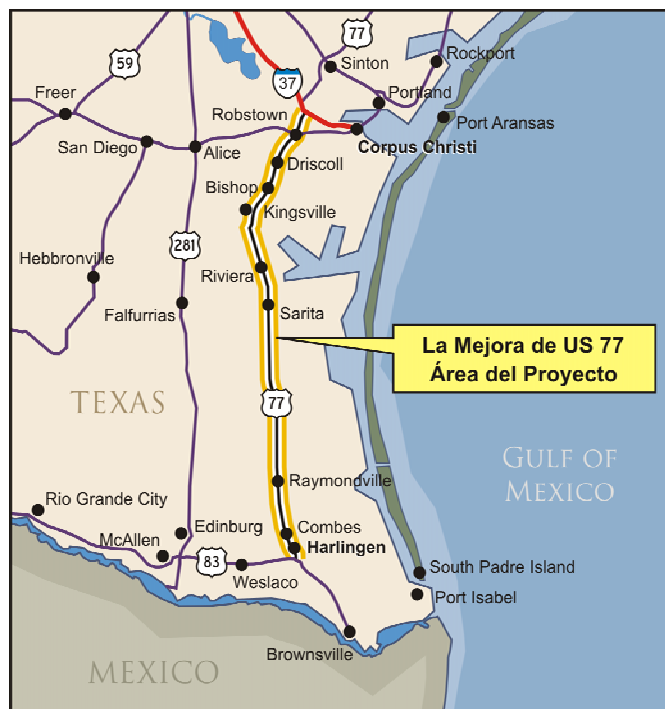 77
Rockport
59
Sinton
37
Portland
Freer
Robstown
Port Aransas
San Diego
Alice
Corpus Christi
Driscoll
Bishop
Kingsville
281
Hebbronville
Riviera
Falfurrias
Sarita
La Mejora de US 77
Área del Proyecto
TEXAS
77
GULF OF
MEXICO
Raymondville
Rio Grande City
Edinburg
Combes
McAllen
Harlingen
83
Weslaco
South Padre Island
Port Isabel
Brownsville
MEXICO